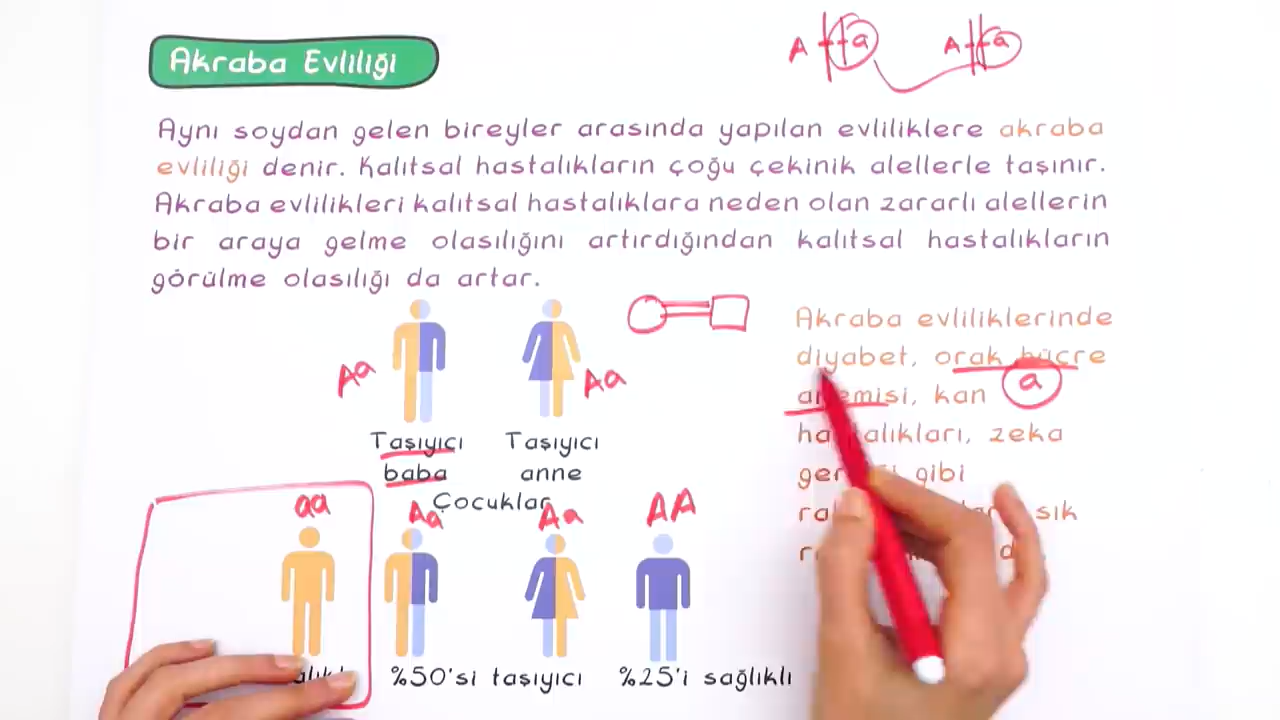 Akraba Evliliği
A a A a
Aynı soydan gelen bireyler arasında yapılan evliliklere akraba
evliliği denir. Kalıtsal hastalıkların çoğu çekinik alellerle taşınır.
Akraba evlilikleri kalıtsal hastalıklara neden olan zararlı alellerin
bir araya gelme olasılığını artırdığından kalıtsal hastalıkların
görülme olasılığı da artar.
Aa Aa
Taşıyıcı Taşıyıcı
baba anne
Çocuklar
aa Aa Aa AA
%50'si taşıyıcı %25'i sağlıklı
Akraba evliliklerinde
diyabet, orak hücre
anemisi, kan a
hastalıkları, zeka
geriliği gibi
sık